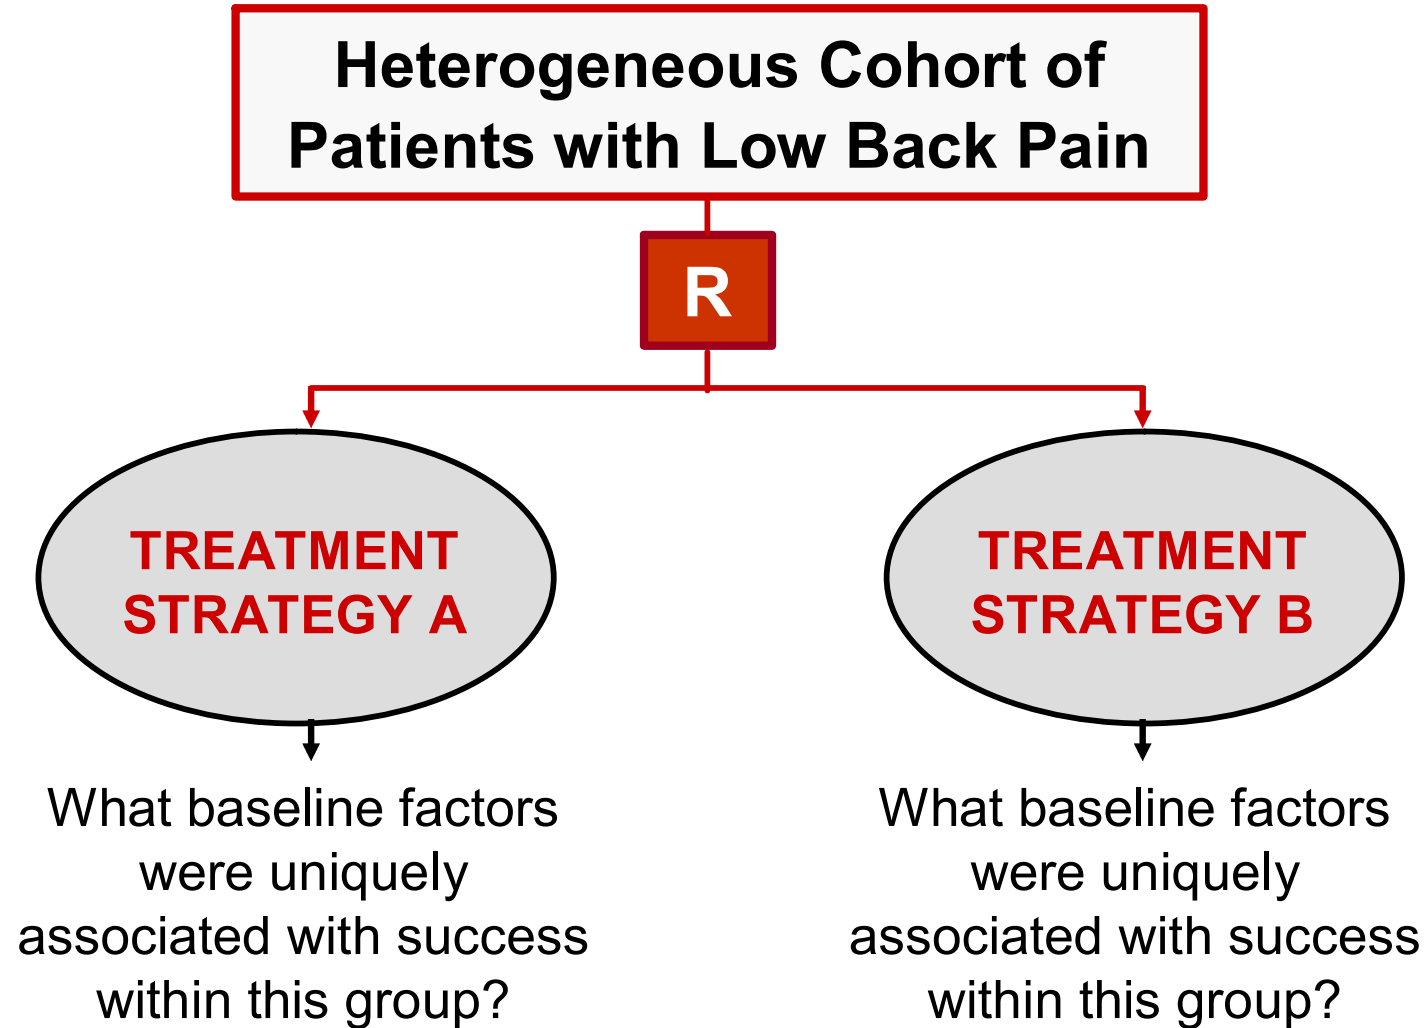 Heterogeneous Cohort of
Patients with Low Back Pain
R
TREATMENT
STRATEGY A
TREATMENT
STRATEGY B
What baseline factors
were uniquely
associated with success
within this group?
What baseline factors
were uniquely
associated with success
within this group?